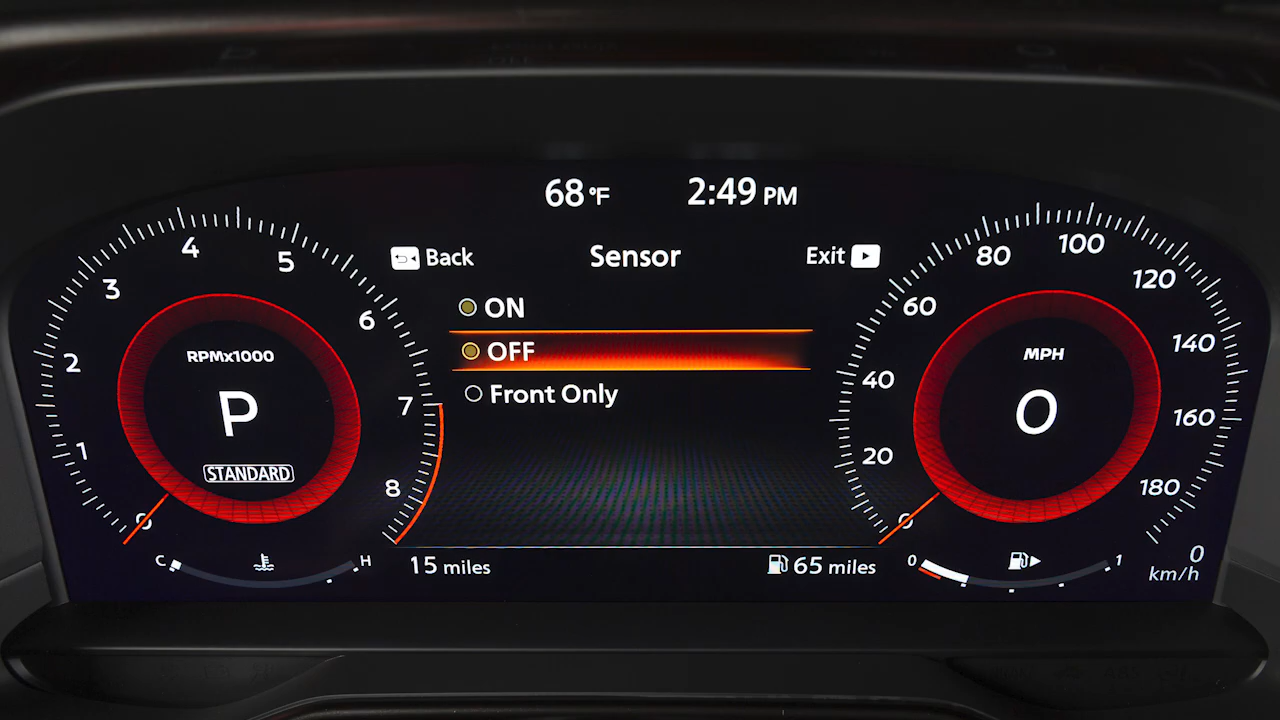 68°F 2:49 PM
Back Sensor Exit
ON
OFF
Front Only
RPMx1000
P
STANDARD
0
1
2
3
4
5
6
7
8
C H
15 miles
65 miles
MPH
0
0
20
40
60
80
100
120
140
160
180
0 1
0
km/h